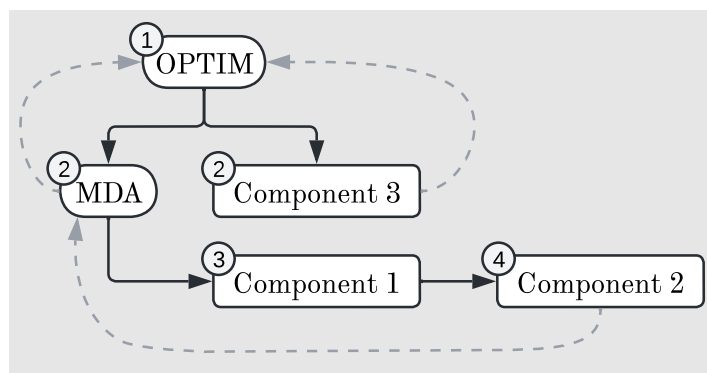 1
OPTIM
2
MDA
2
Component 3
3
Component 1
4
Component 2